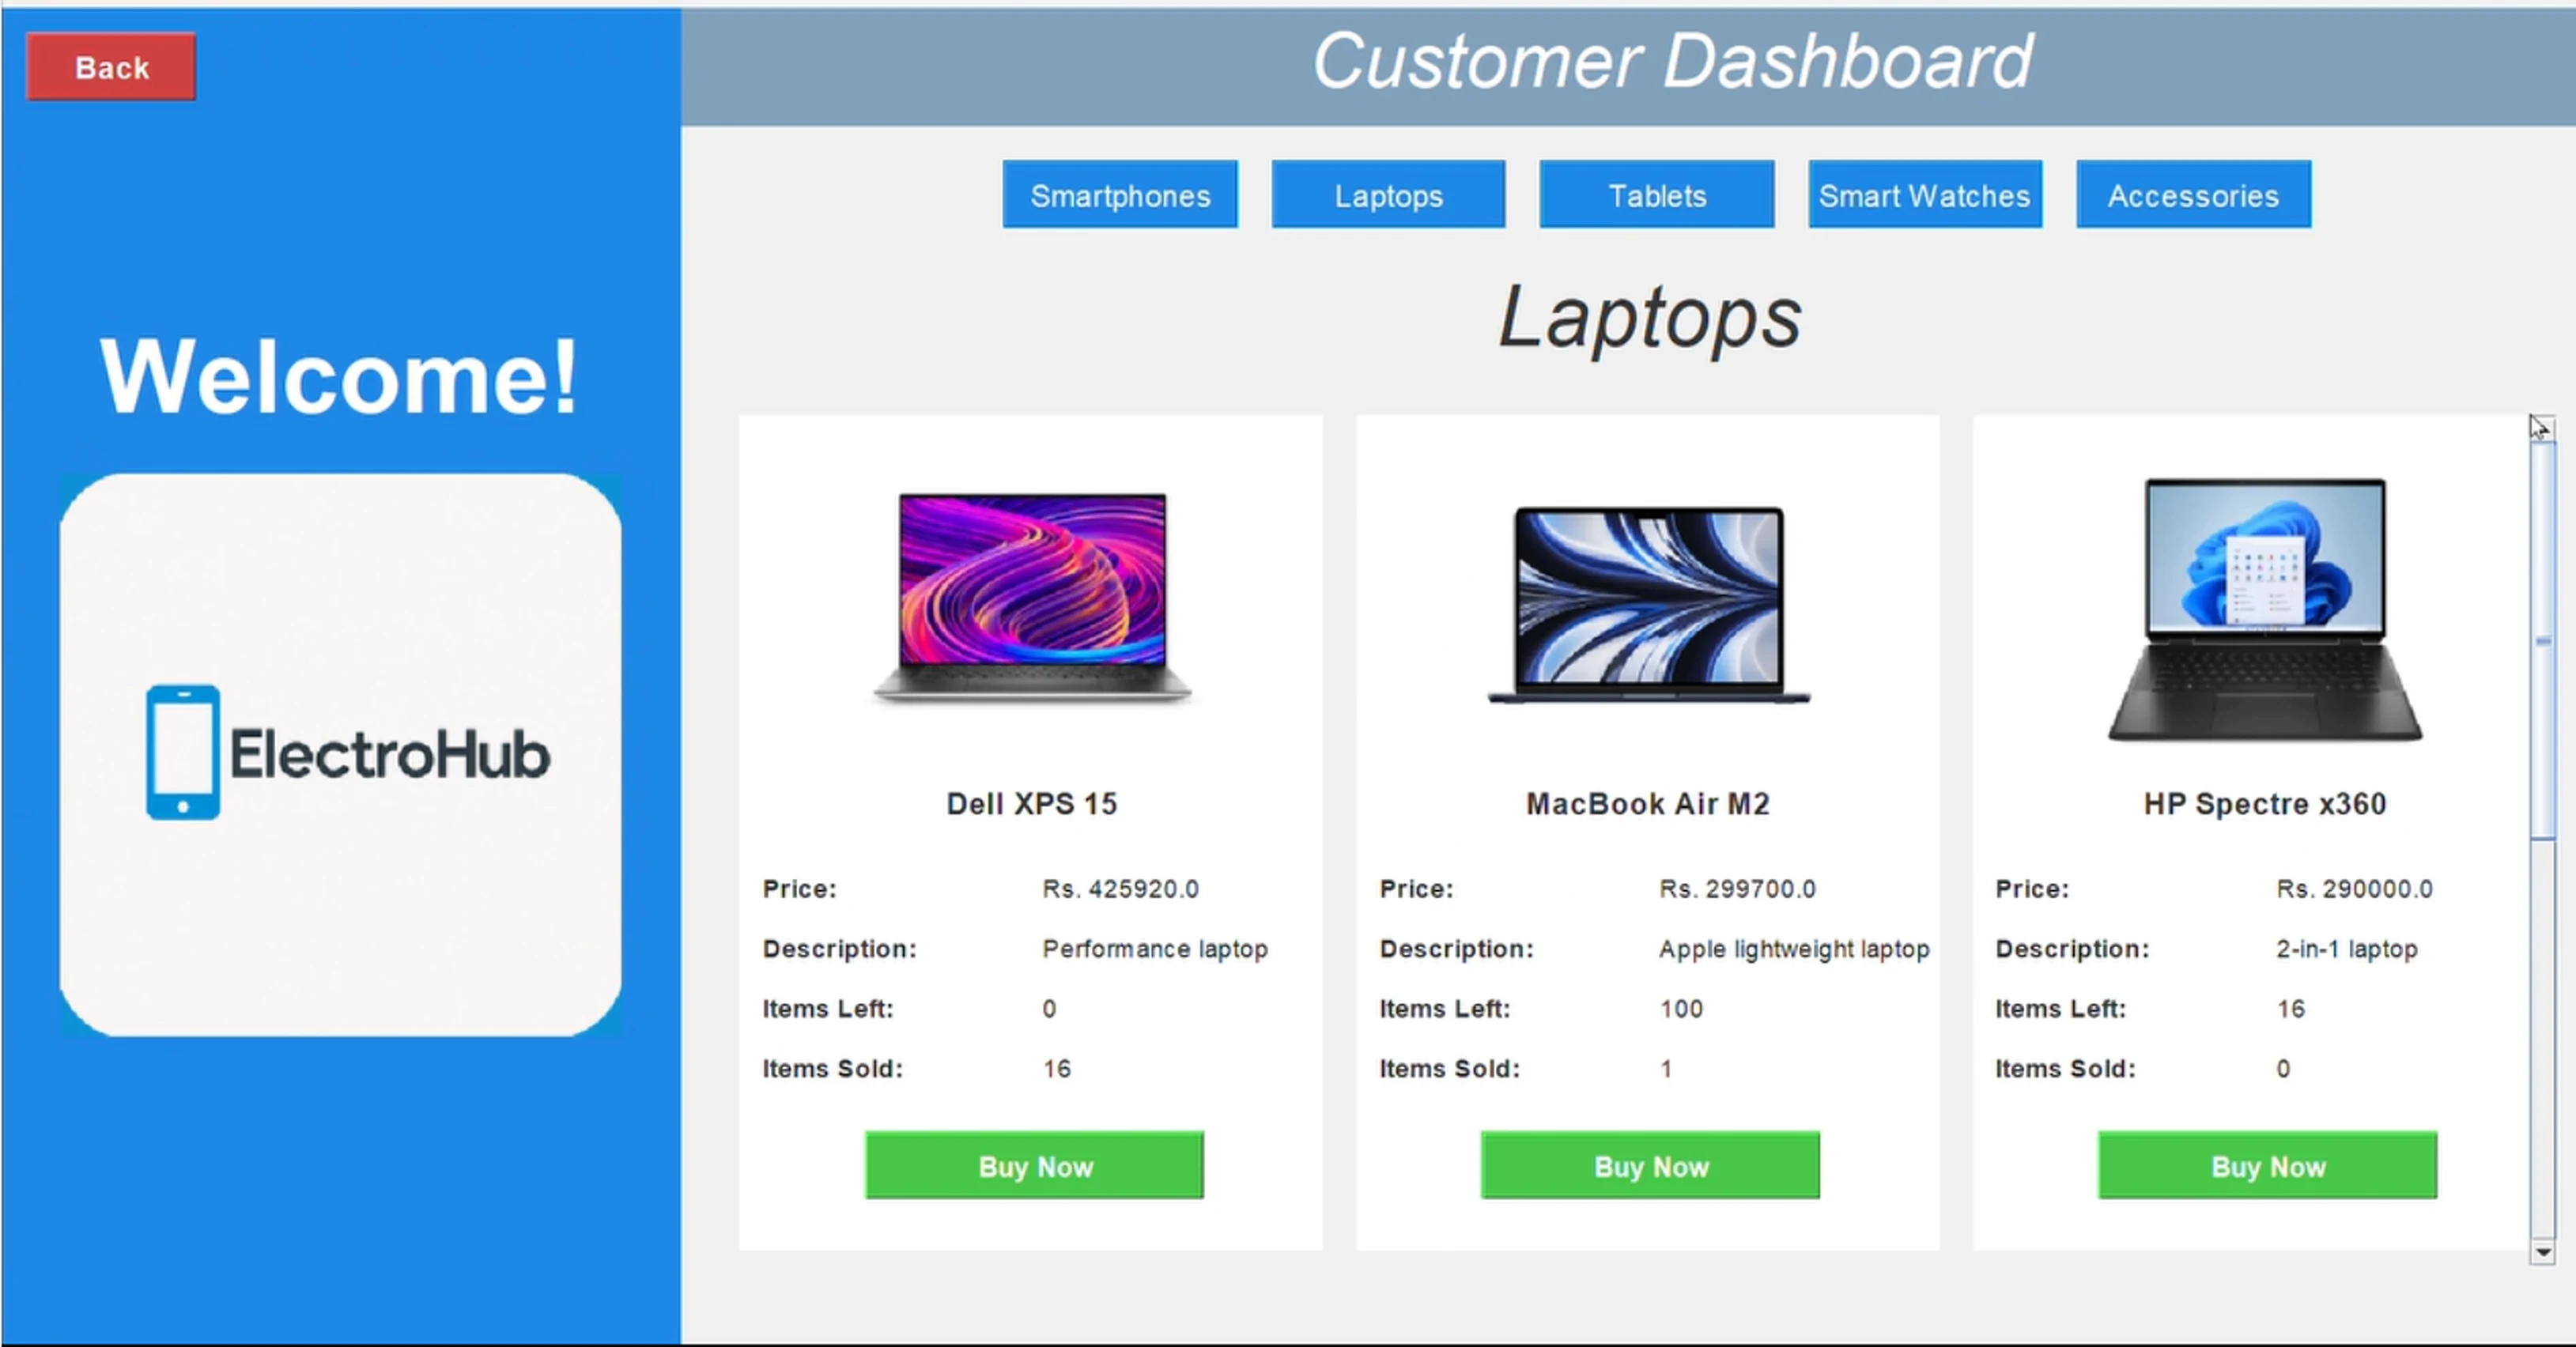 Back
Customer Dashboard
Smartphones
Laptops
Tablets
Smart Watches
Accessories
Laptops
Welcome!
ElectroHub
Dell XPS 15
Price: Rs. 425920.0
Description: Performance laptop
Items Left: 0
Items Sold: 16
Buy Now
MacBook Air M2
Price: Rs. 299700.0
Description: Apple lightweight laptop
Items Left: 100
Items Sold: 1
Buy Now
HP Spectre x360
Price: Rs. 290000.0
Description: 2-in-1 laptop
Items Left: 16
Items Sold: 0
Buy Now